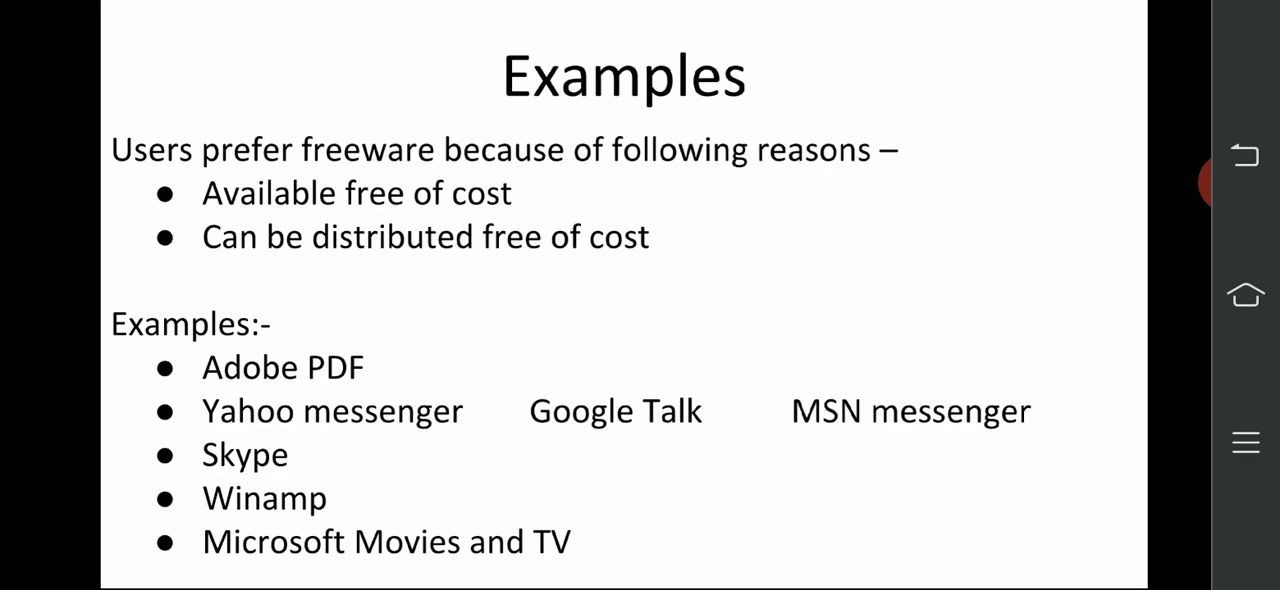 Examples
Users prefer freeware because of following reasons –
● Available free of cost
● Can be distributed free of cost
Examples:-
● Adobe PDF
● Yahoo messenger Google Talk MSN messenger
● Skype
● Winamp
● Microsoft Movies and TV